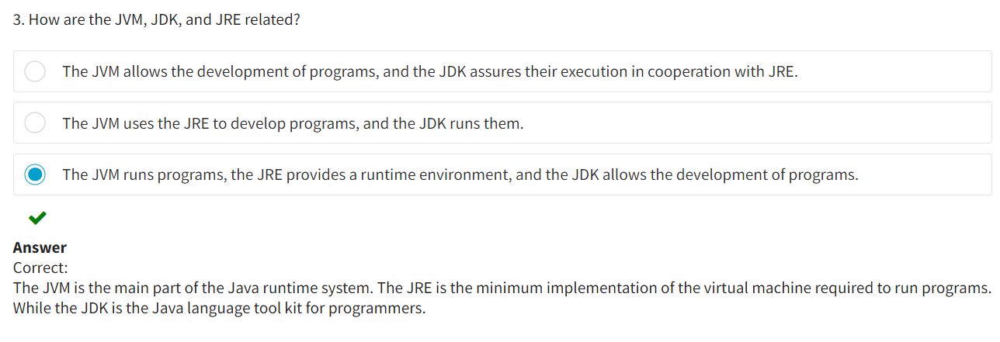 3. How are the JVM, JDK, and JRE related?
The JVM allows the development of programs, and the JDK assures their execution in cooperation with JRE.
The JVM uses the JRE to develop programs, and the JDK runs them.
The JVM runs programs, the JRE provides a runtime environment, and the JDK allows the development of programs.
Answer
Correct:
The JVM is the main part of the Java runtime system. The JRE is the minimum implementation of the virtual machine required to run programs.
While the JDK is the Java language tool kit for programmers.